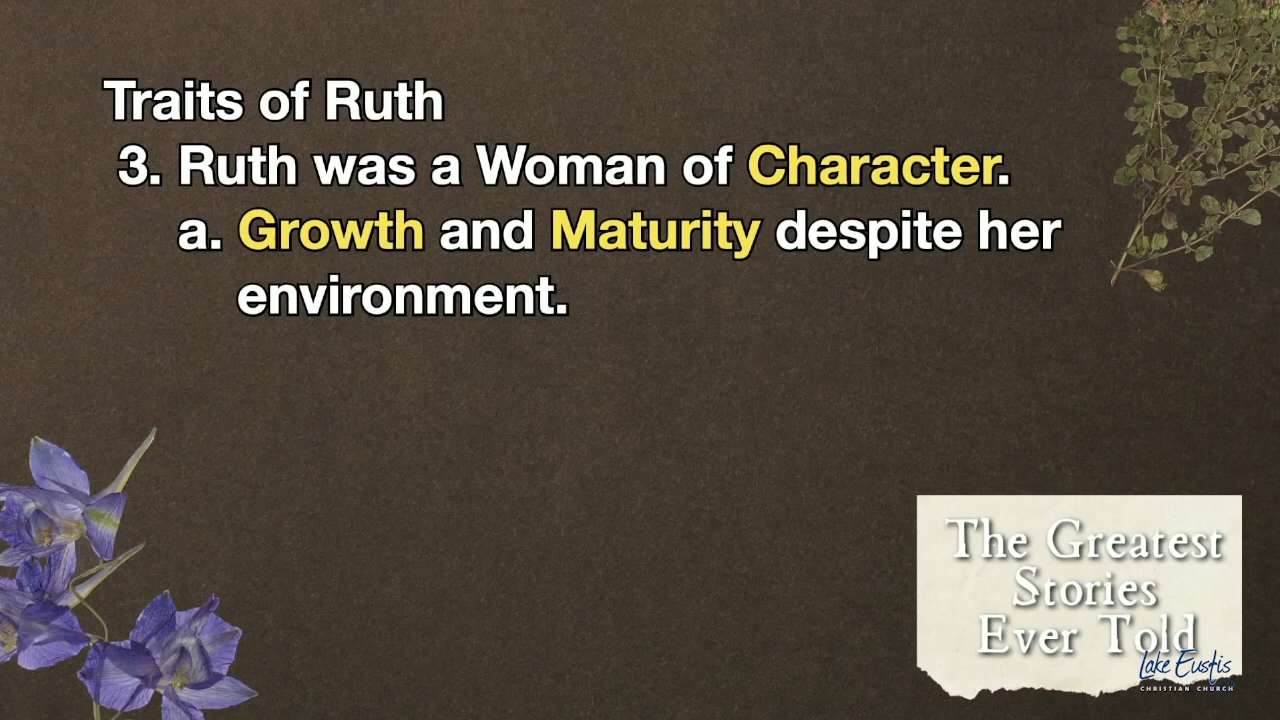 Traits of Ruth
3. Ruth was a Woman of Character.
a. Growth and Maturity despite her
environment.
The Greatest
Stories
Ever Told
Lake Eustis
CHRISTIAN CHURCH